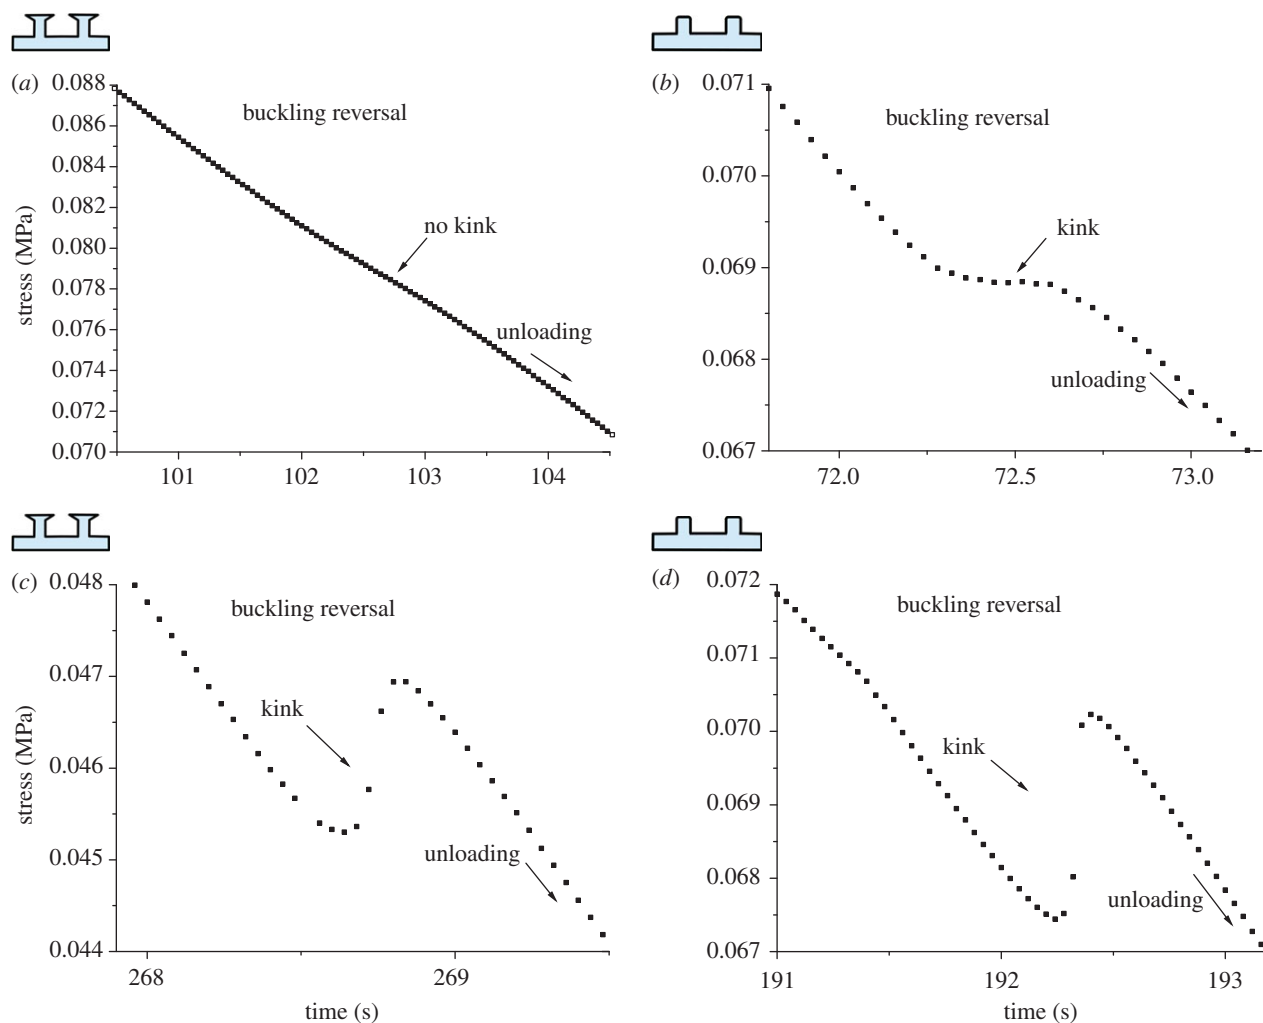 (a)
0.088
0.086
0.084
0.082
0.080
0.078
0.076
0.074
0.072
0.070
stress (MPa)
buckling reversal
no kink
unloading
101 102 103 104
(b)
0.071
0.070
0.069
0.068
0.067
buckling reversal
kink
unloading
72.0 72.5 73.0
(c)
0.048
0.047
0.046
0.045
0.044
stress (MPa)
buckling reversal
kink
unloading
268 269
time (s)
(d)
0.072
0.071
0.070
0.069
0.068
0.067
buckling reversal
kink
unloading
191 192 193
time (s)